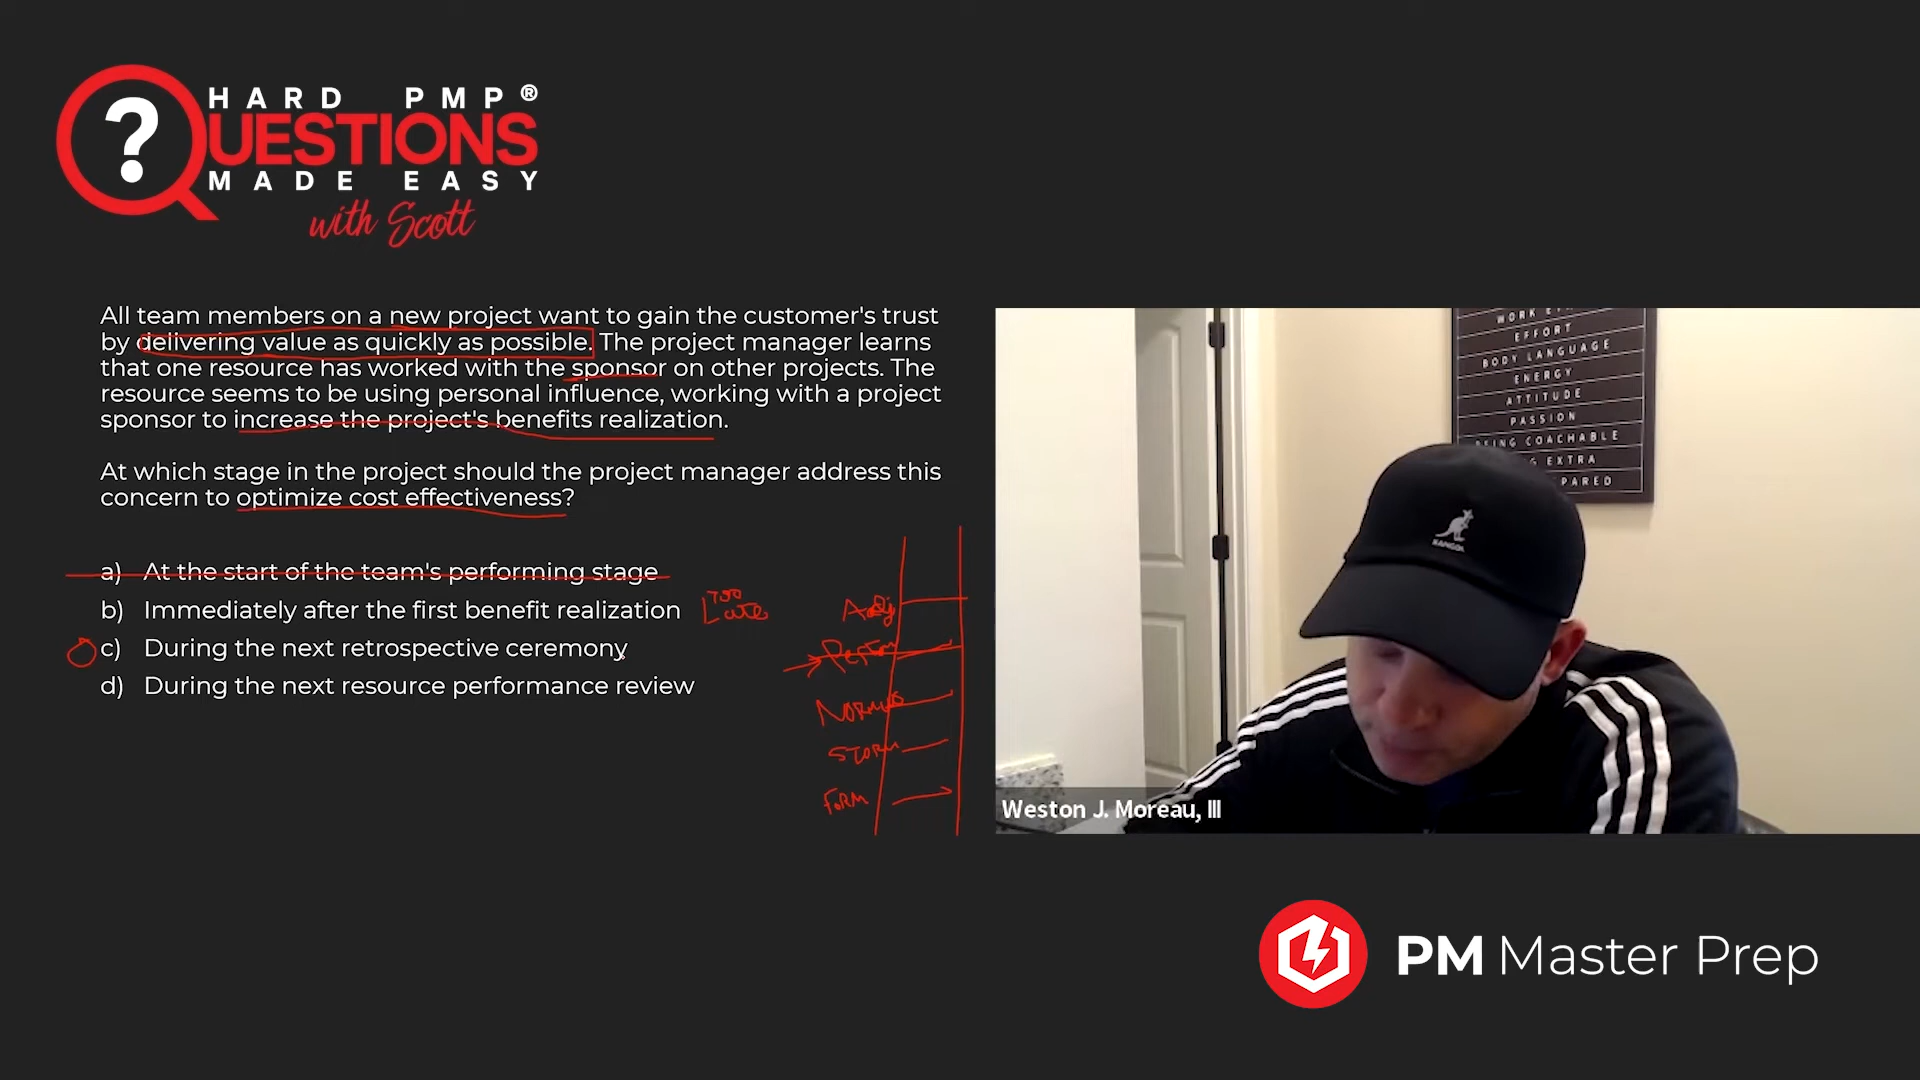 HARD PMP®
QUESTIONS
MADE EASY
with Scott
All team members on a new project want to gain the customer's trust
by delivering value as quickly as possible. The project manager learns
that one resource has worked with the sponsor on other projects. The
resource seems to be using personal influence, working with a project
sponsor to increase the project's benefits realization.
At which stage in the project should the project manager address this
concern to optimize cost effectiveness?
a) At the start of the team's performing stage
b) Immediately after the first benefit realization
Too
Late
c) During the next retrospective ceremony
d) During the next resource performance review
Adj
Perform
Storm
Form
WORK
EFFORT
BODY LANGUAGE
ENERGY
ATTITUDE
PASSION
BEING COACHABLE
EXTRA
KANGOL
Weston J. Moreau, III
PM Master Prep